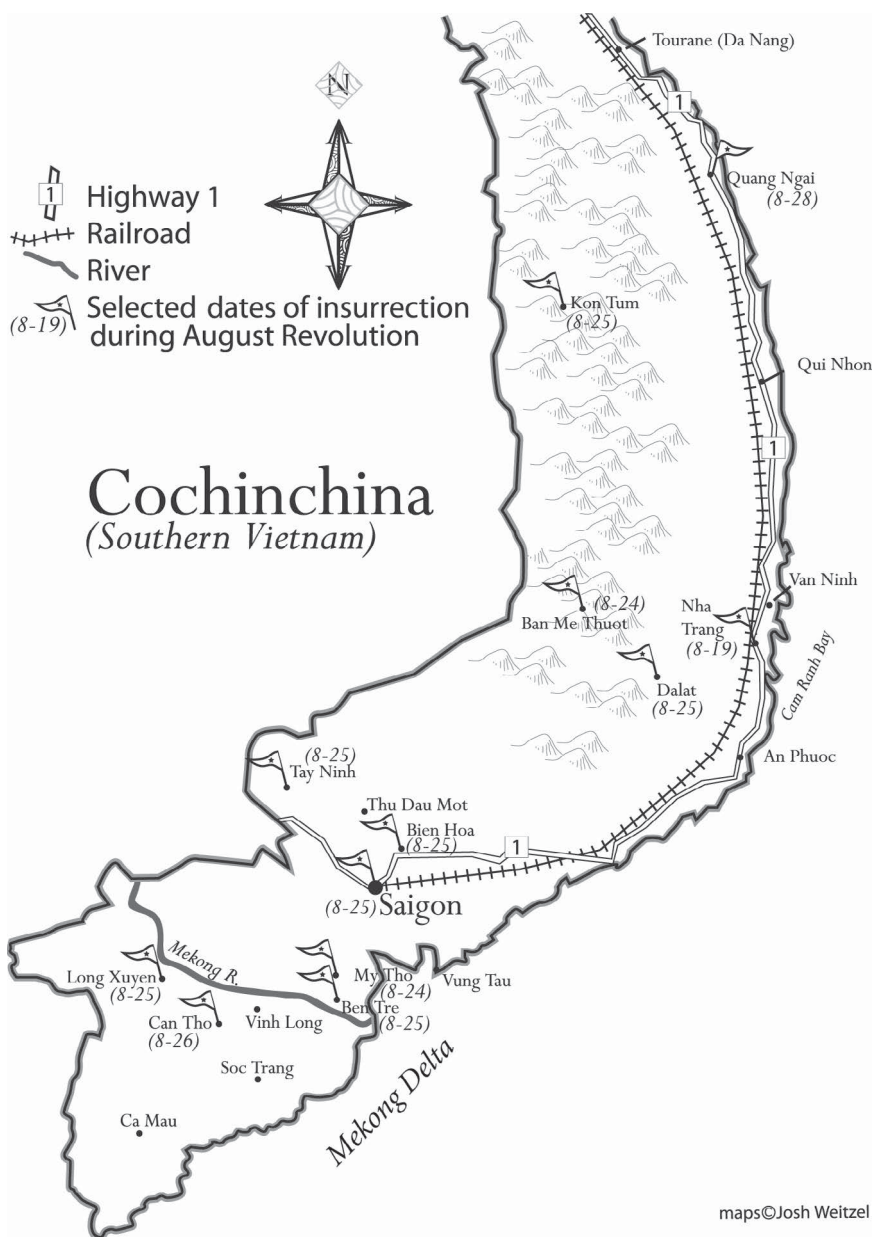 Tourane (Da Nang)
1
N
Quang Ngai
(8-28)
1 Highway 1
Railroad
River
(8-19) Selected dates of insurrection
during August Revolution
Kon Tum
(8-25)
Qui Nhon
1
Cochinchina
(Southern Vietnam)
Van Ninh
(8-24)
Ban Me Thuot
Nha
Trang
(8-19)
Cam Ranh Bay
Dalat
(8-25)
An Phuoc
(8-25)
Tay Ninh
Thu Dau Mot
Bien Hoa
(8-25)
1
(8-25) Saigon
Mekong R.
Long Xuyen
(8-25)
My Tho
(8-24)
Vung Tau
Ben Tre
(8-25)
Can Tho
(8-26)
Vinh Long
Soc Trang
Mekong Delta
Ca Mau
maps©Josh Weitzel